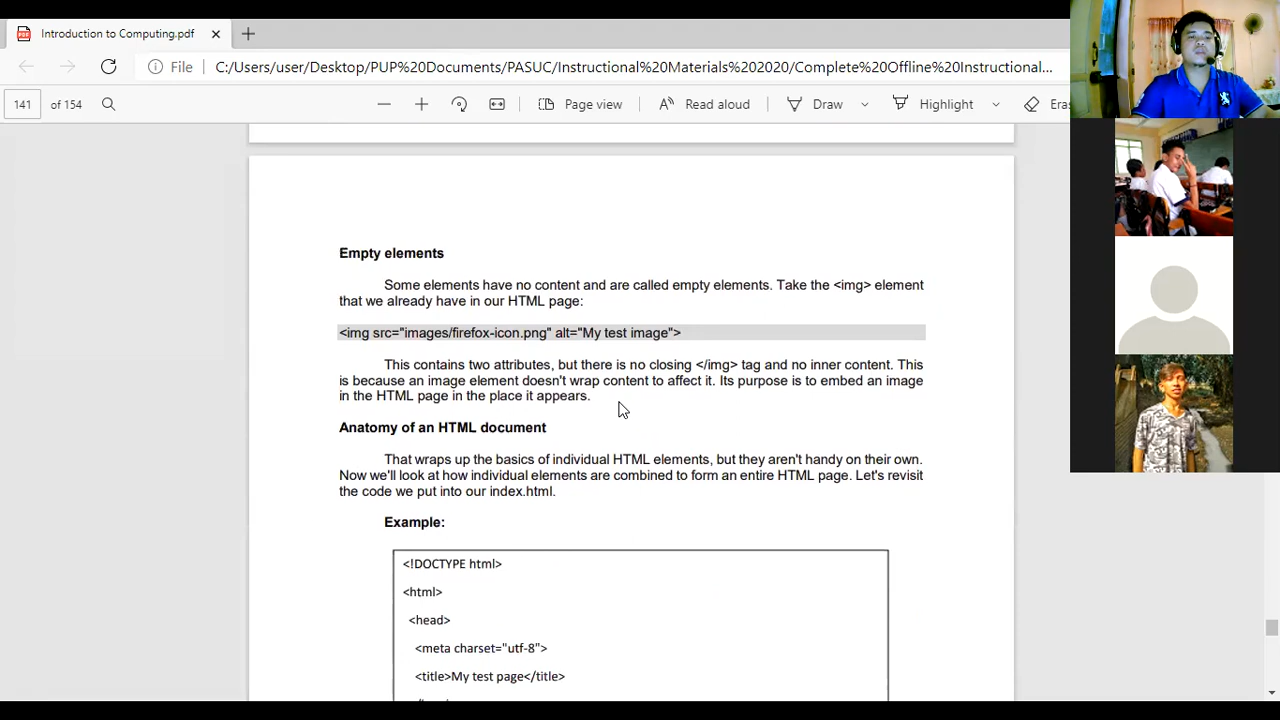 Introduction to Computing.pdf
File C:/Users/user/Desktop/PUP%20Documents/PASUC/Instructional%20Materials%202020/Complete%20Offline%20Instructional...
141 of 154 Page view Read aloud Draw Highlight Eras
Empty elements
Some elements have no content and are called empty elements. Take the <img> element
that we already have in our HTML page:
<img src="images/firefox-icon.png" alt="My test image">
This contains two attributes, but there is no closing </img> tag and no inner content. This
is because an image element doesn't wrap content to affect it. Its purpose is to embed an image
in the HTML page in the place it appears.
Anatomy of an HTML document
That wraps up the basics of individual HTML elements, but they aren't handy on their own.
Now we'll look at how individual elements are combined to form an entire HTML page. Let's revisit
the code we put into our index.html.
Example:
<!DOCTYPE html>
<html>
<head>
<meta charset="utf-8">
<title>My test page</title>